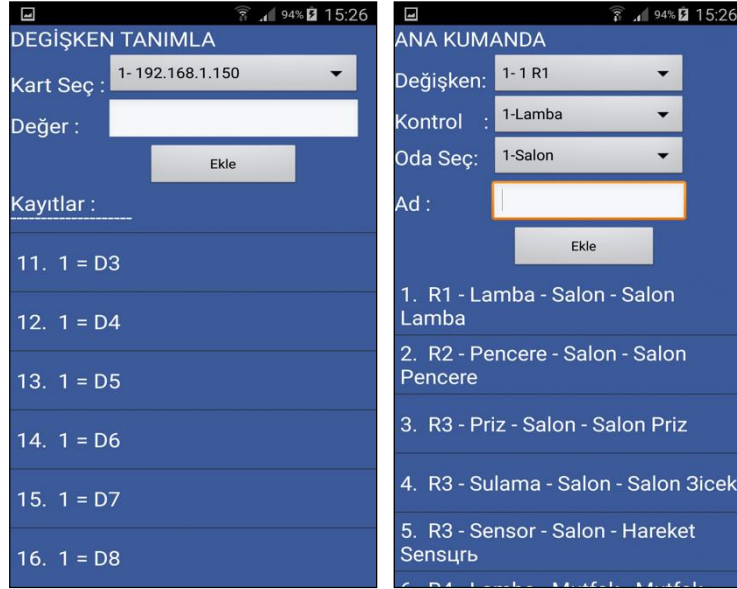 94% 15:26
DEGİŞKEN TANIMLA
Kart Seç : 1- 192.168.1.150
Değer :
Ekle
Kayıtlar :
11. 1 = D3
12. 1 = D4
13. 1 = D5
14. 1 = D6
15. 1 = D7
16. 1 = D8
94% 15:26
ANA KUMANDA
Değişken: 1- 1 R1
Kontrol : 1-Lamba
Oda Seç: 1-Salon
Ad :
Ekle
1. R1 - Lamba - Salon - Salon
Lamba
2. R2 - Pencere - Salon - Salon
Pencere
3. R3 - Priz - Salon - Salon Priz
4. R3 - Sulama - Salon - Salon Зicek
5. R3 - Sensor - Salon - Hareket
Sensцrь